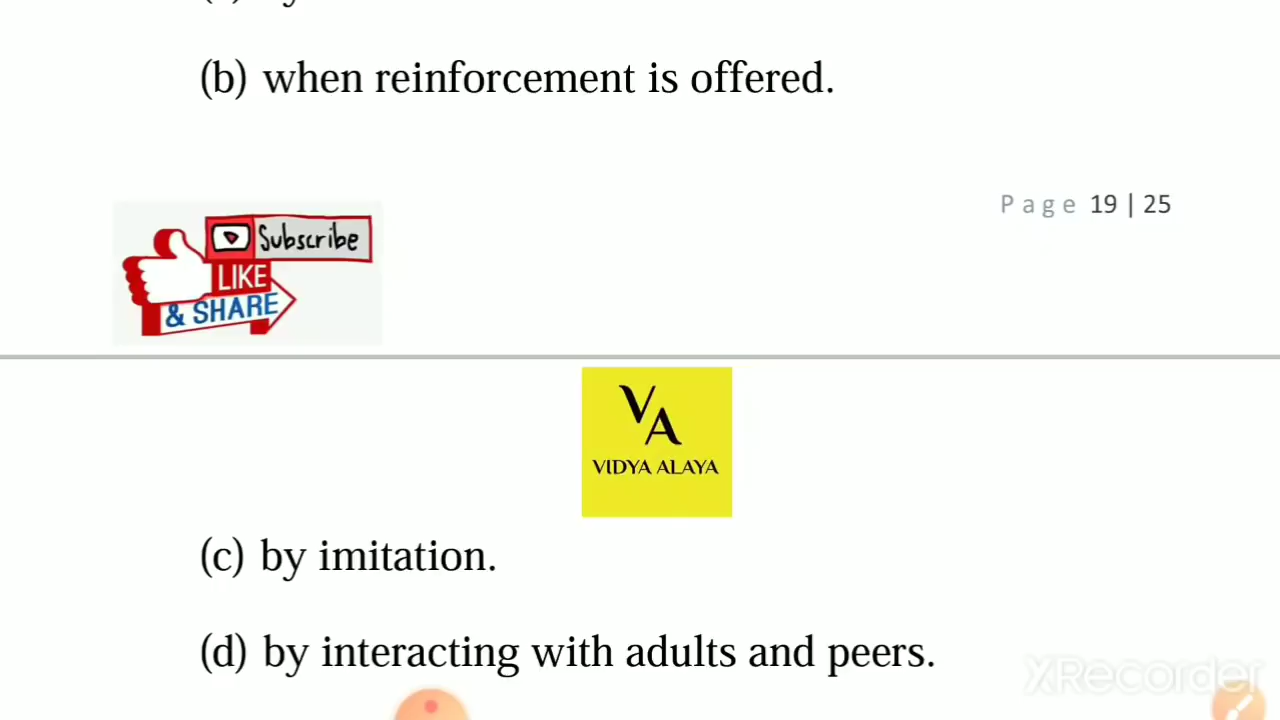 (b) when reinforcement is offered.
Page 19 | 25
Subscribe
LIKE
& SHARE
VA
VIDYA ALAYA
(c) by imitation.
(d) by interacting with adults and peers.
XRecorder